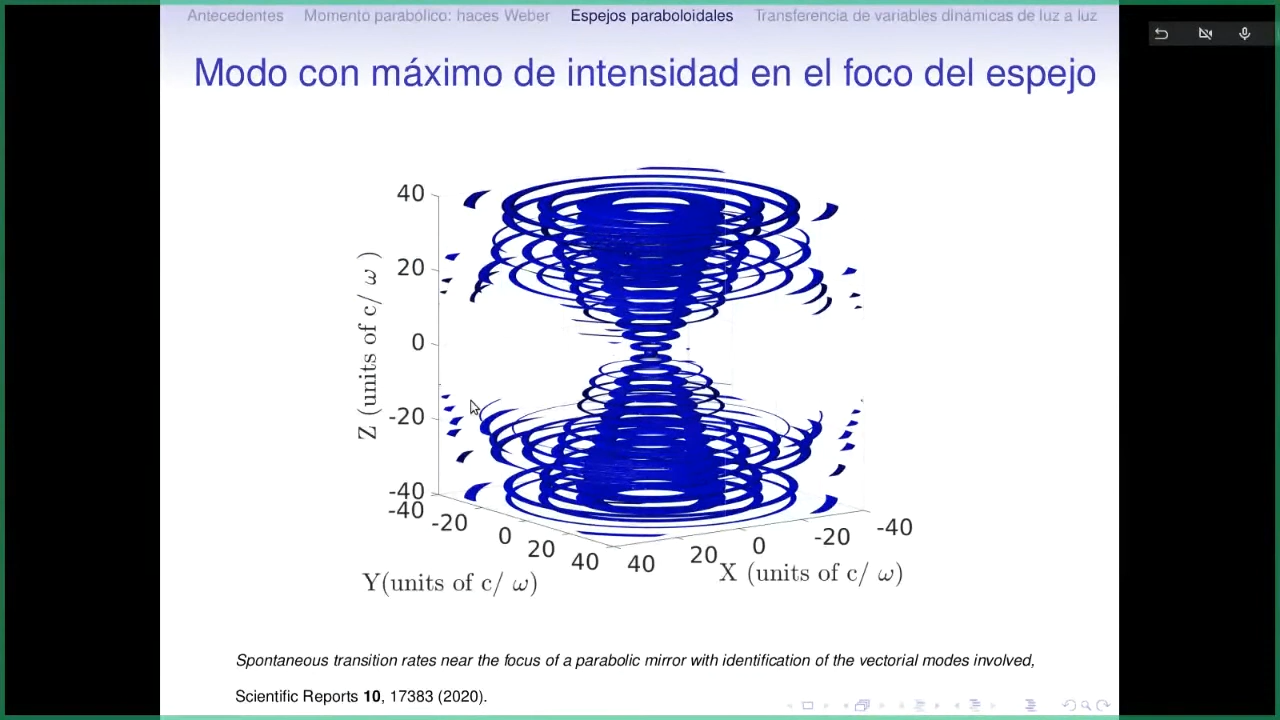 Antecedentes Momento parabólico: haces Weber Espejos paraboloidales Transferencia de variables dinámicas de luz a luz
Modo con máximo de intensidad en el foco del espejo
40
20
0
-20
-40
Z (units of c/ ω )
-40
-20
0
20
40
Y(units of c/ ω)
40
20
0
-20
-40
X (units of c/ ω)
Spontaneous transition rates near the focus of a parabolic mirror with identification of the vectorial modes involved,
Scientific Reports 10, 17383 (2020).